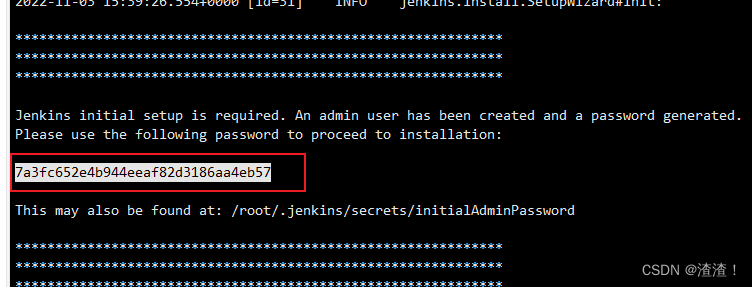 2022-11-03 15:39:26.554+0000 [id=31] INFO jenkins.install.SetupWizard#init:
*************************************************************
*************************************************************
*************************************************************
Jenkins initial setup is required. An admin user has been created and a password generated.
Please use the following password to proceed to installation:
7a3fc652e4b944eeaf82d3186aa4eb57
This may also be found at: /root/.jenkins/secrets/initialAdminPassword
*************************************************************
*************************************************************
*************************************************************
CSDN @渣渣！